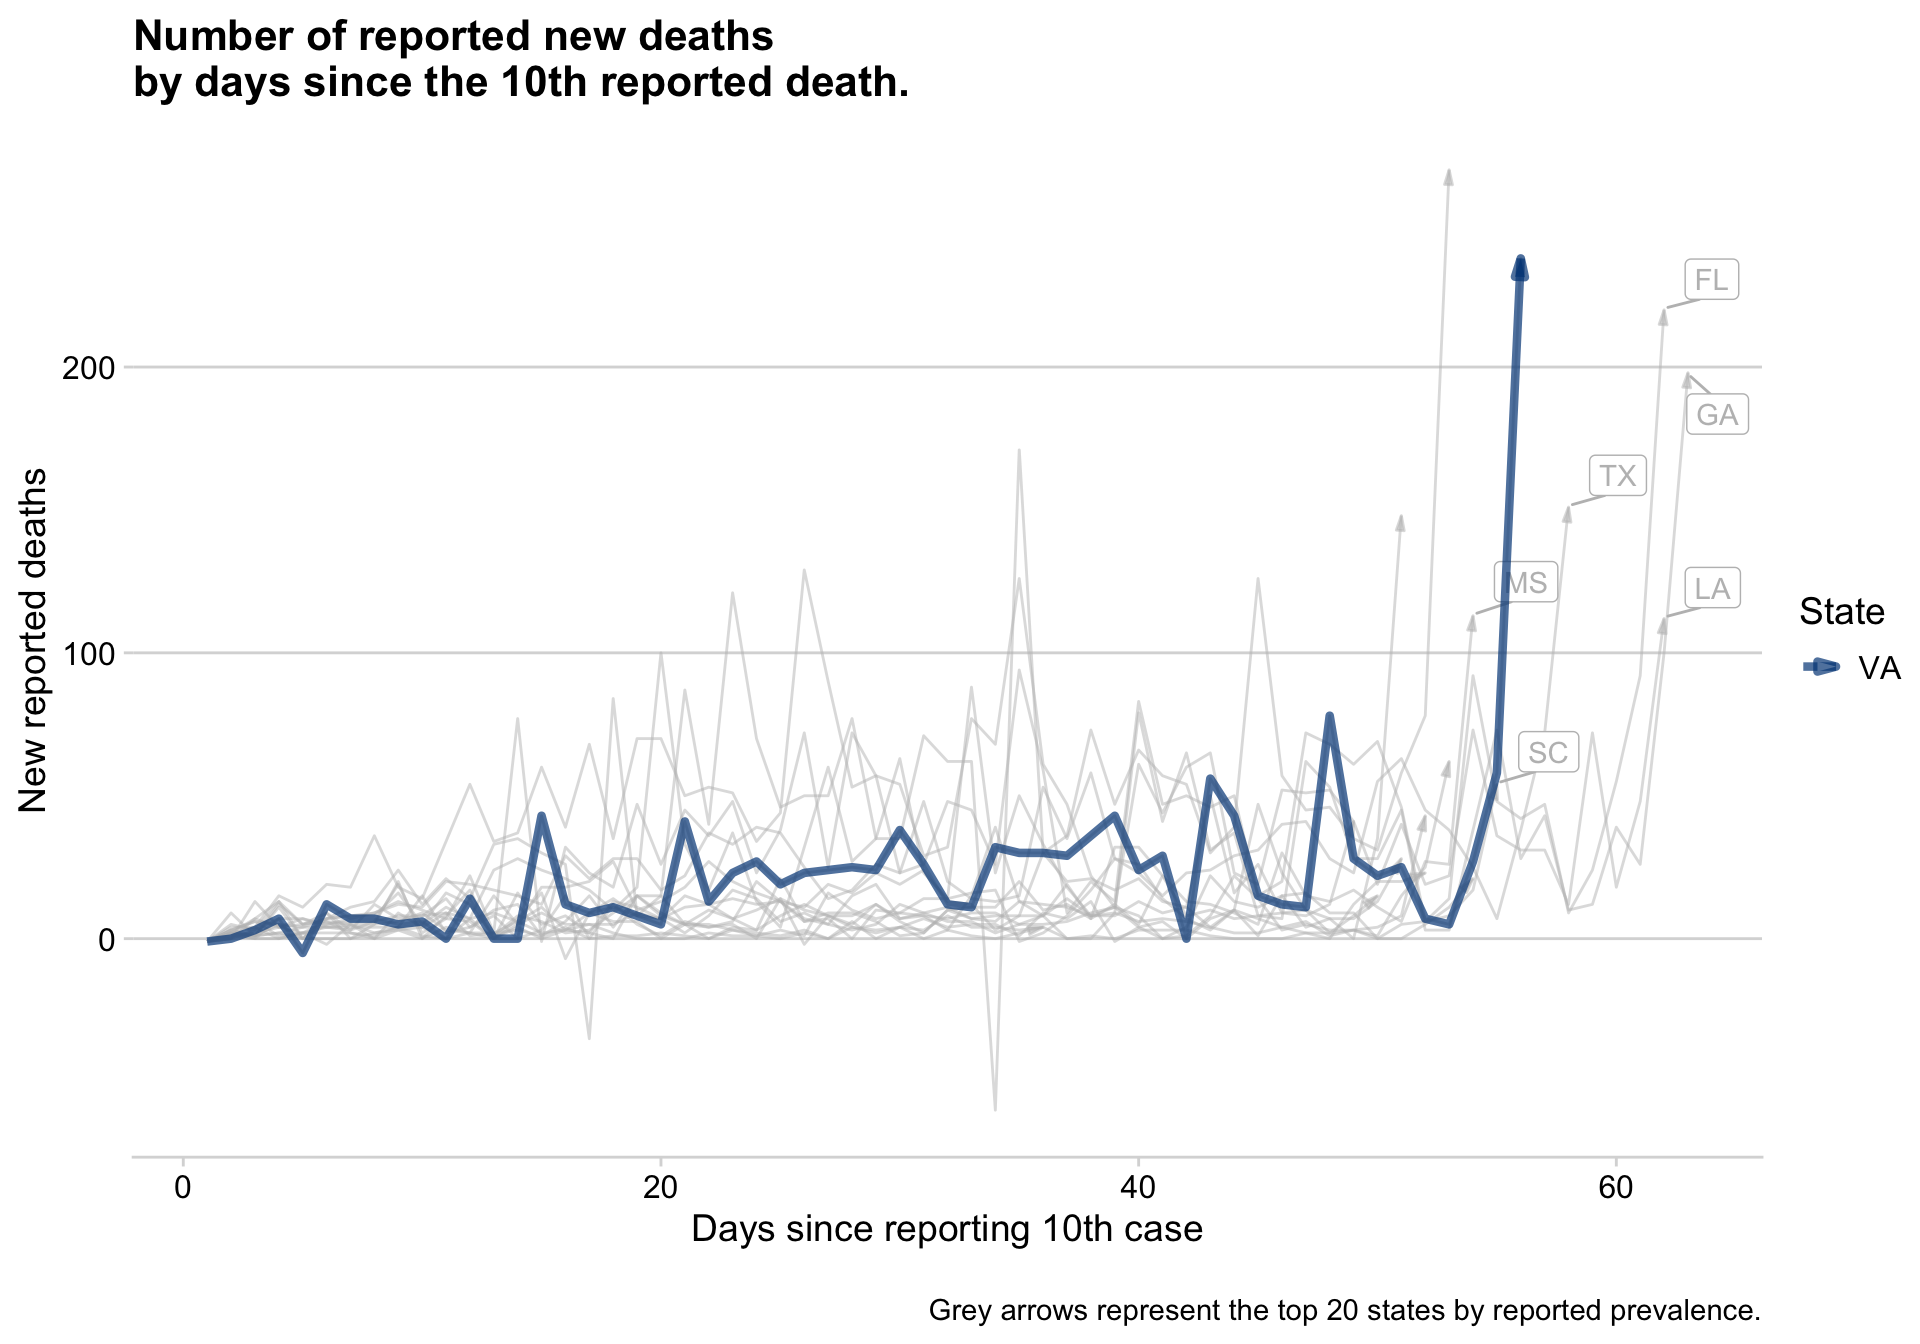 Number of reported new deaths
by days since the 10th reported death.
New reported deaths
200
100
0
FL
GA
TX
MS
LA
SC
State
VA
0
20
40
60
Days since reporting 10th case
Grey arrows represent the top 20 states by reported prevalence.